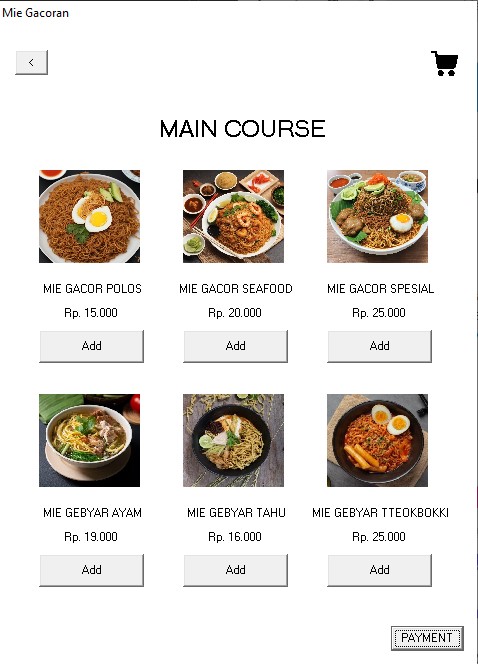 Mie Gacoran
<
MAIN COURSE
MIE GACOR POLOS
Rp. 15.000
Add
MIE GACOR SEAFOOD
Rp. 20.000
Add
MIE GACOR SPESIAL
Rp. 25.000
Add
MIE GEBYAR AYAM
Rp. 19.000
Add
MIE GEBYAR TAHU
Rp. 16.000
Add
MIE GEBYAR TTEOKBOKKI
Rp. 25.000
Add
PAYMENT